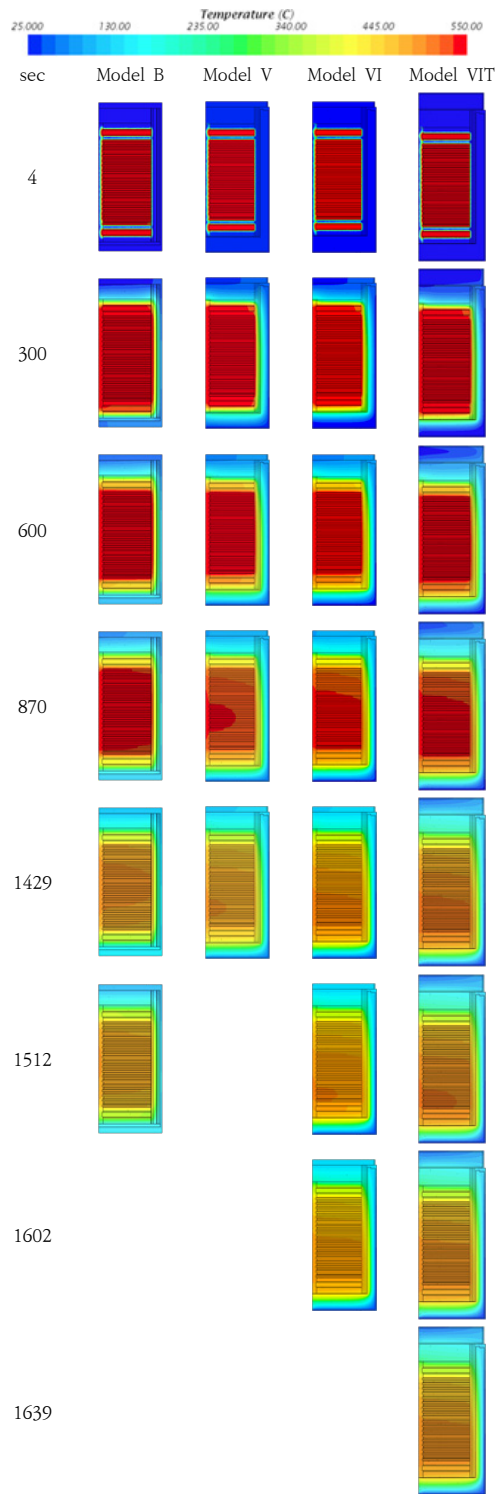 Temperature (C)
25.000 130.00 235.00 340.00 445.00 550.00
sec Model B Model V Model VI Model VIT
4
300
600
870
1429
1512
1602
1639